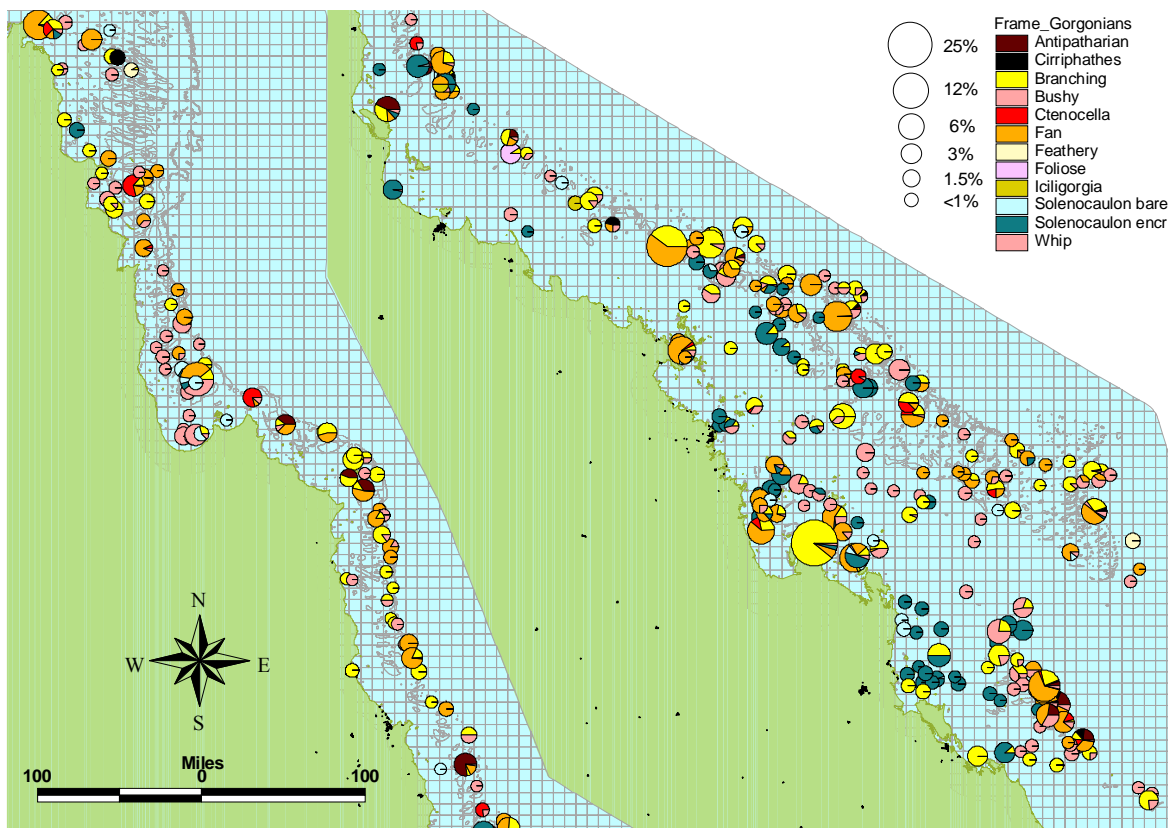 Frame_Gorgonians
Antipatharian
Cirriphathes
Branching
Bushy
Ctenocella
Fan
Feathery
Foliose
Iciligorgia
Solenocaulon bare
Solenocaulon encr
Whip
25%
12%
6%
3%
1.5%
<1%
N
W E
S
Miles
100 0 100